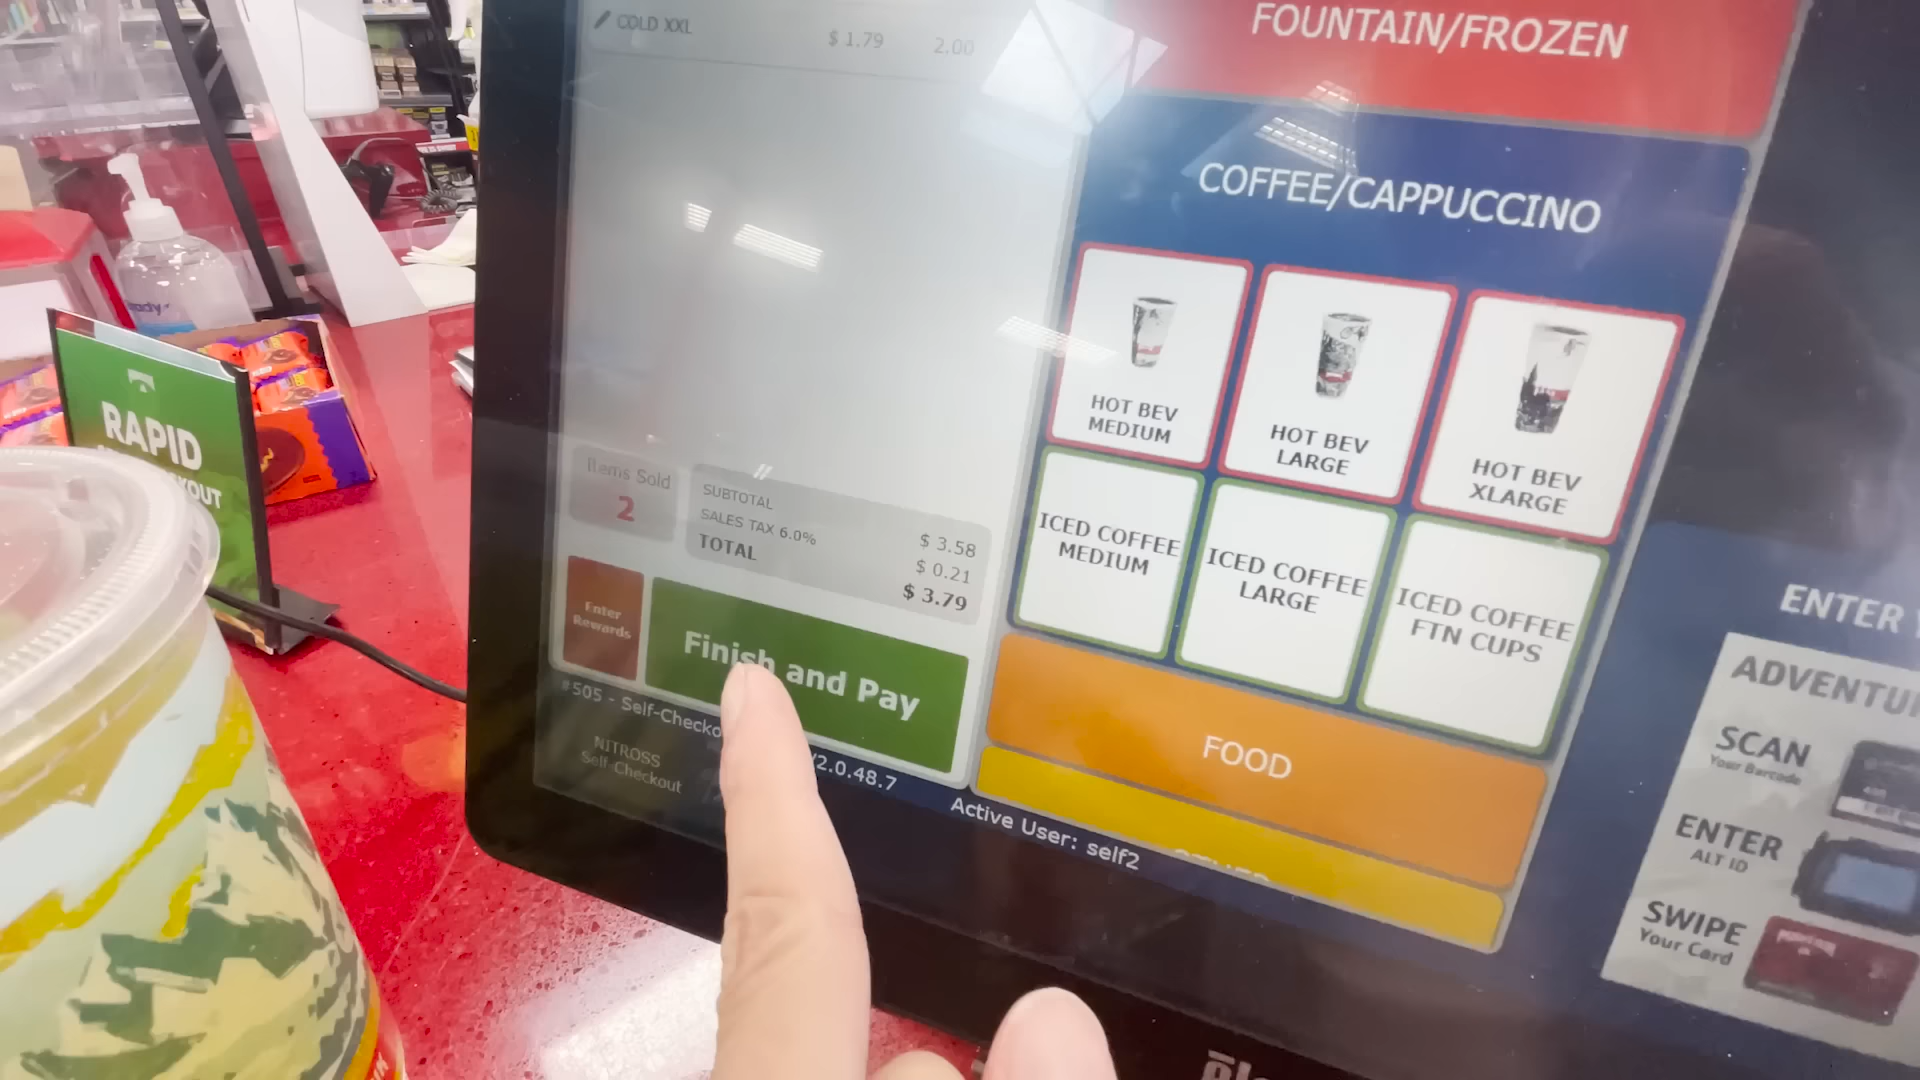 COLD XXL $ 1.79 2.00
FOUNTAIN/FROZEN
COFFEE/CAPPUCCINO
HOT BEV
MEDIUM
HOT BEV
LARGE
HOT BEV
XLARGE
ICED COFFEE
MEDIUM
ICED COFFEE
LARGE
ICED COFFEE
FTN CUPS
FOOD
Items Sold
2
SUBTOTAL $ 3.58
SALES TAX 6.0% $ 0.21
TOTAL $ 3.79
Enter
Rewards
Finish and Pay
#505 - Self-Checko
V2.0.48.7
NITROSS
Self-Checkout
Active User: self2
ENTER
ADVENTU
SCAN
Your Barcode
ENTER
ALT ID
SWIPE
Your Card
RAPID